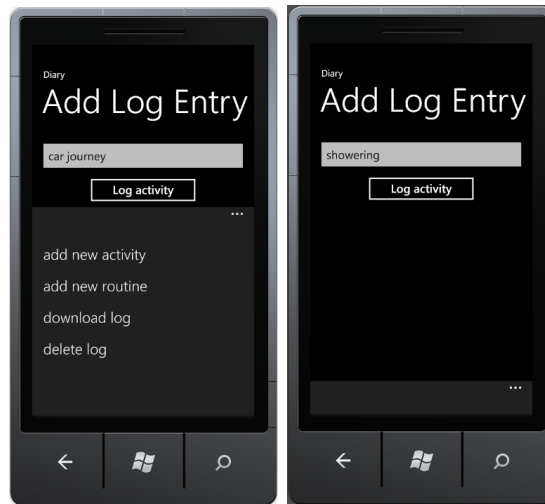 Diary
Add Log Entry
car journey
Log activity
...
add new activity
add new routine
download log
delete log
Diary
Add Log Entry
showering
Log activity
...